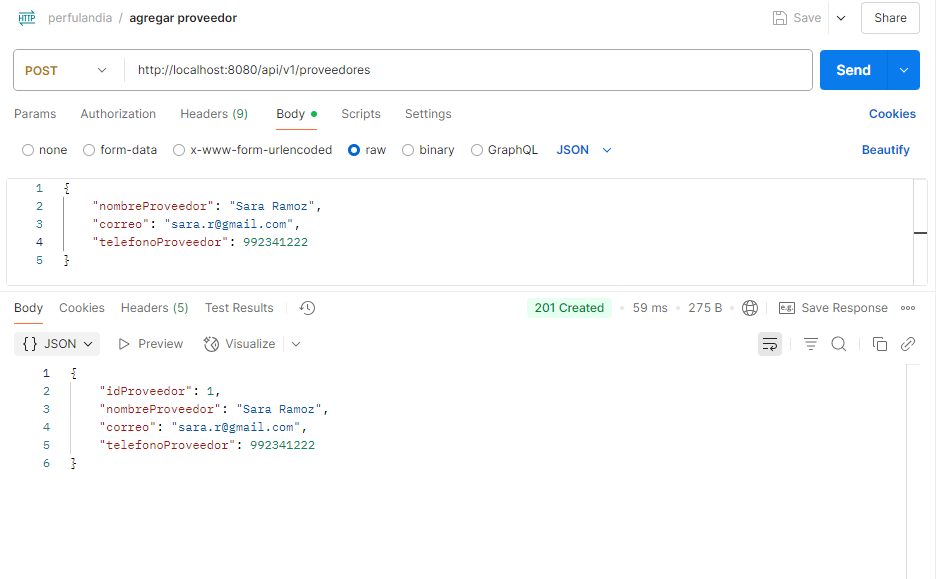 HTTP perfulandia / agregar proveedor Save Share
POST http://localhost:8080/api/v1/proveedores Send
Params Authorization Headers (9) Body Scripts Settings Cookies
none form-data x-www-form-urlencoded raw binary GraphQL JSON Beautify
1 {
2 "nombreProveedor": "Sara Ramoz",
3 "correo": "sara.r@gmail.com",
4 "telefonoProveedor": 992341222
5 }
Body Cookies Headers (5) Test Results 201 Created • 59 ms • 275 B e.g. Save Response
{} JSON Preview Visualize
1 {
2 "idProveedor": 1,
3 "nombreProveedor": "Sara Ramoz",
4 "correo": "sara.r@gmail.com",
5 "telefonoProveedor": 992341222
6 }